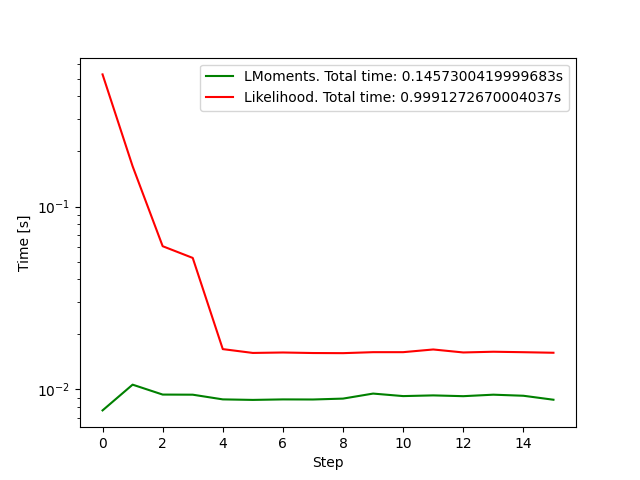 LMoments. Total time: 0.1457300419999683s
Likelihood. Total time: 0.9991272670004037s
10⁻¹
10⁻²
Time [s]
0 2 4 6 8 10 12 14
Step